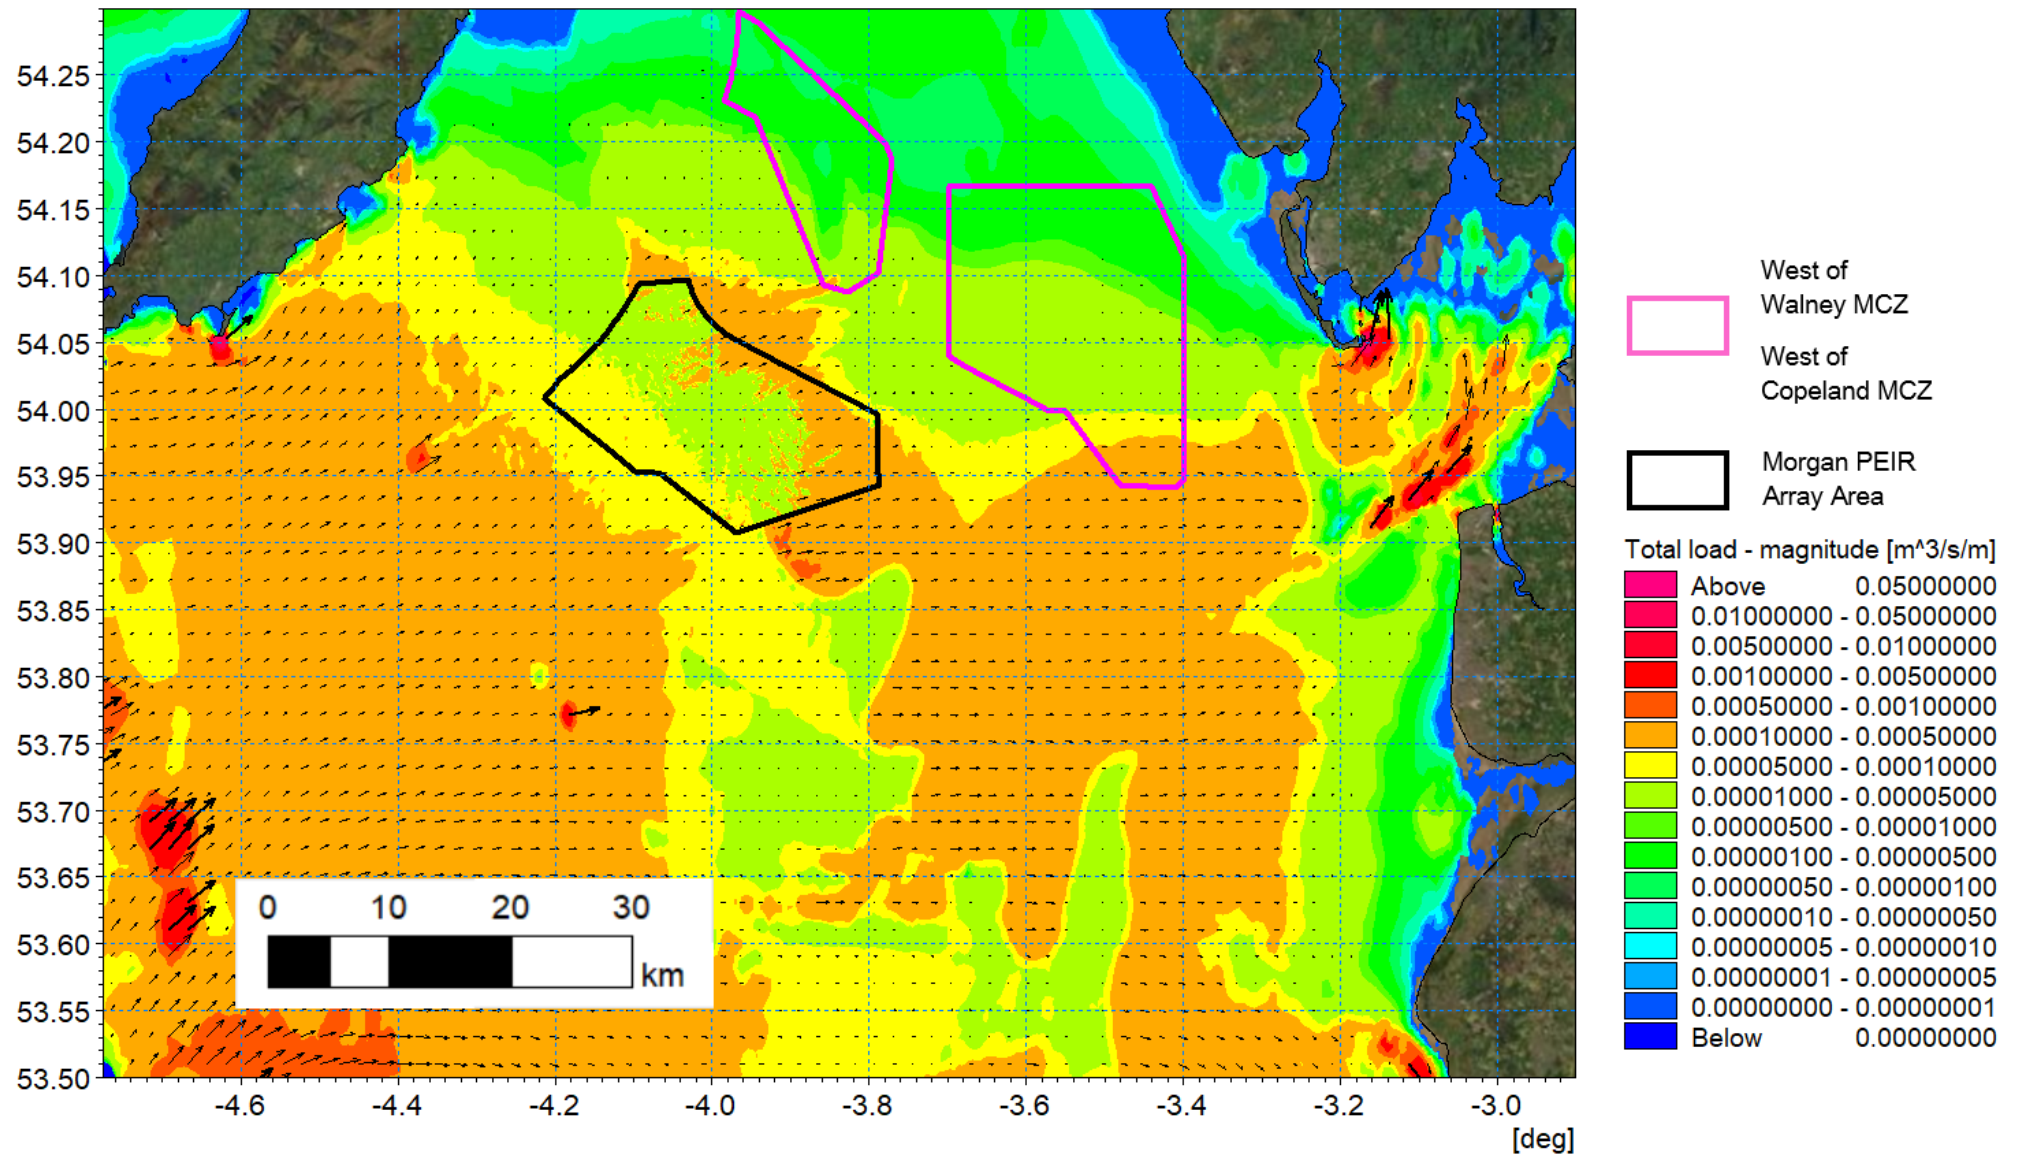 54.25
54.20
54.15
54.10
54.05
54.00
53.95
53.90
53.85
53.80
53.75
53.70
53.65
53.60
53.55
53.50
0 10 20 30
km
-4.6 -4.4 -4.2 -4.0 -3.8 -3.6 -3.4 -3.2 -3.0
[deg]
West of
Walney MCZ
West of
Copeland MCZ
Morgan PEIR
Array Area
Total load - magnitude [m^3/s/m]
Above 0.05000000
0.01000000 - 0.05000000
0.00500000 - 0.01000000
0.00100000 - 0.00500000
0.00050000 - 0.00100000
0.00010000 - 0.00050000
0.00005000 - 0.00010000
0.00001000 - 0.00005000
0.00000500 - 0.00001000
0.00000100 - 0.00000500
0.00000050 - 0.00000100
0.00000010 - 0.00000050
0.00000005 - 0.00000010
0.00000001 - 0.00000005
0.00000000 - 0.00000001
Below 0.00000000